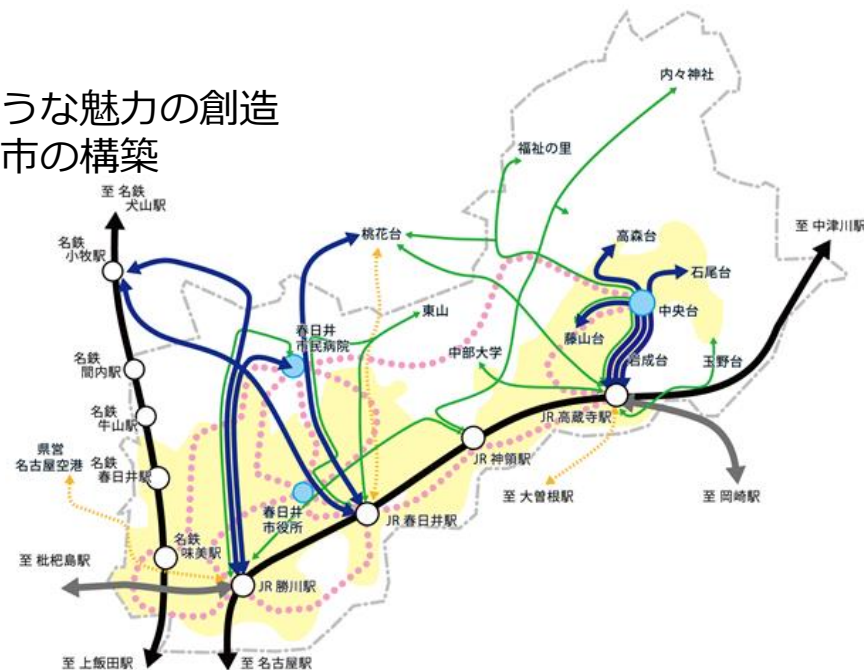 うな魅力の創造
市の構築
内々神社
福祉の里
至 名鉄
犬山駅
至 中津川駅
名鉄
小牧駅
桃花台
高森台
石尾台
東山
中央台
春日井
市民病院
藤山台
中部大学
岩成台
玉野台
名鉄
間内駅
名鉄
牛山駅
JR 高蔵寺駅
県営
名古屋空港
名鉄
春日井駅
JR 神領駅
至 大曽根駅
至 岡崎駅
春日井
市役所
JR 春日井駅
名鉄
味美駅
至 枇杷島駅
JR 勝川駅
至 上飯田駅
至 名古屋駅